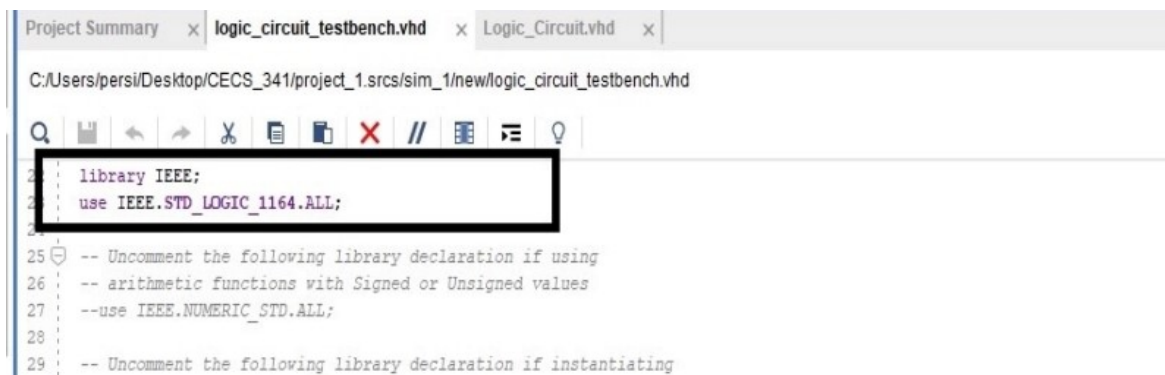 Project Summary × logic_circuit_testbench.vhd × Logic_Circuit.vhd ×
C:/Users/persi/Desktop/CECS_341/project_1.srcs/sim_1/new/logic_circuit_testbench.vhd
library IEEE;
use IEEE.STD_LOGIC_1164.ALL;
25 -- Uncomment the following library declaration if using
26 -- arithmetic functions with Signed or Unsigned values
27 --use IEEE.NUMERIC_STD.ALL;
28
29 -- Uncomment the following library declaration if instantiating